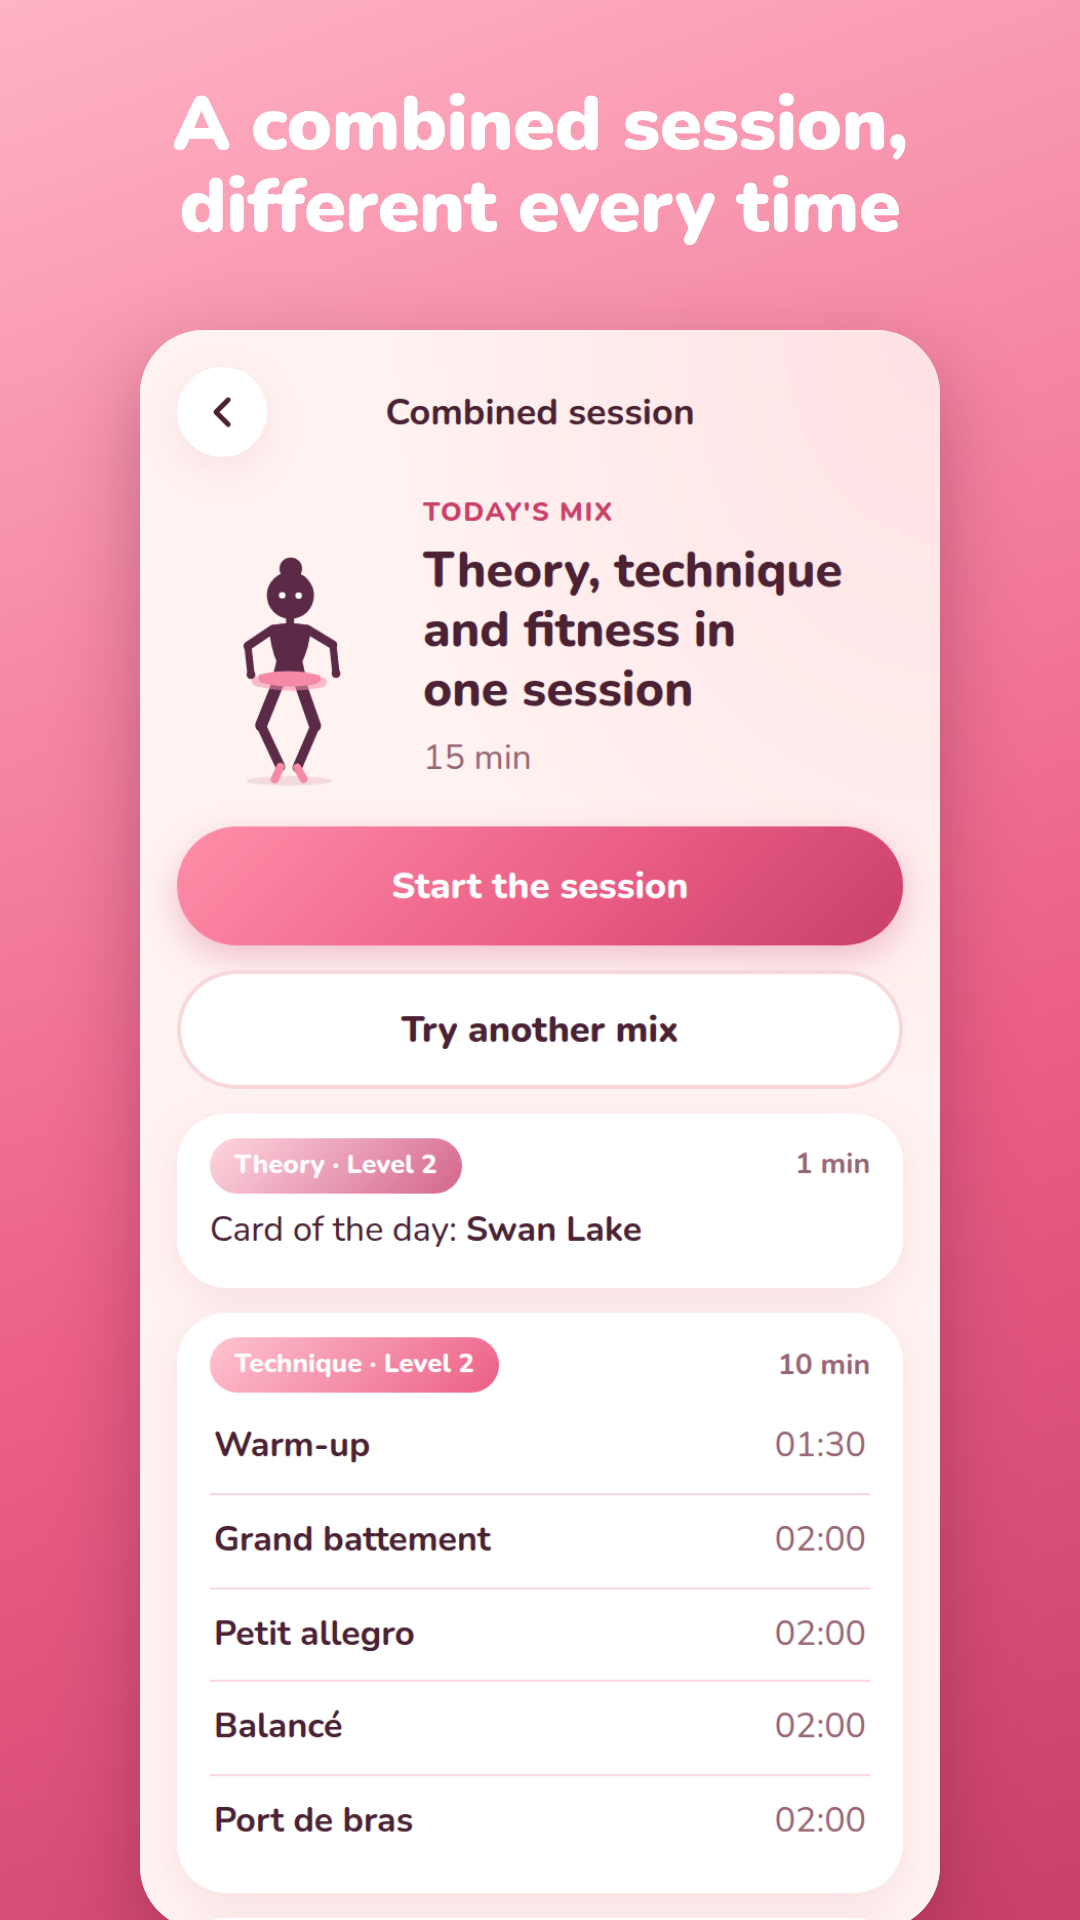 A combined session,
different every time
Combined session
TODAY'S MIX
Theory, technique
and fitness in
one session
15 min
Start the session
Try another mix
Theory · Level 2
1 min
Card of the day: Swan Lake
Technique · Level 2
10 min
Warm-up
01:30
Grand battement
02:00
Petit allegro
02:00
Balancé
02:00
Port de bras
02:00